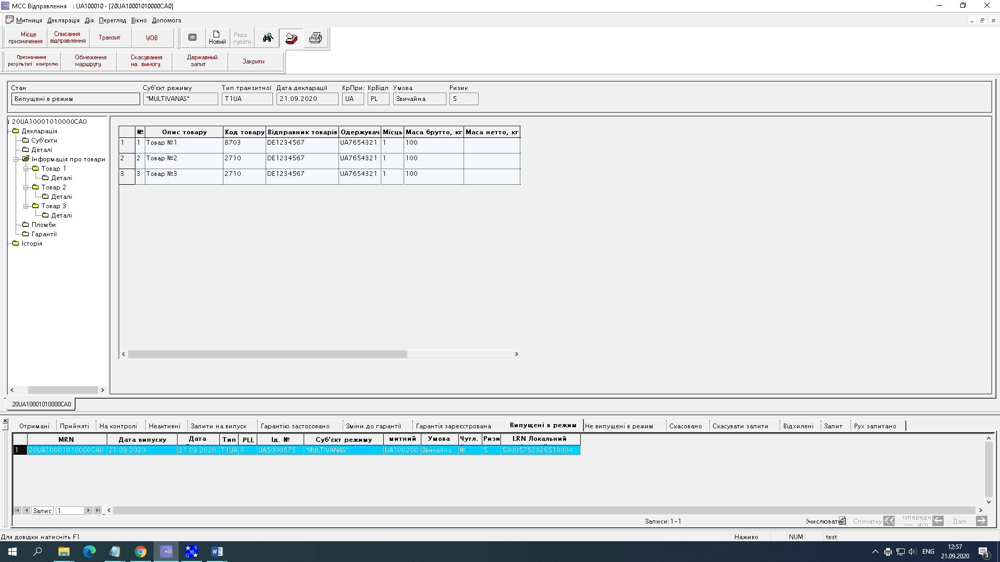 МСС Відправлення : UA100010 - [20UA10001010000CA0]
Митниця Декларація Дія Перегляд Вікно Допомога
Місце призначення Списання відправлення Транзит УОВ Новий Реда гувати
Призначення результаті контролю Обмеження маршруту Скасування на вимогу Державний запит Закрити
Стан Суб'єкт режиму Тип транзитної Дата декларації КрПри: КрВідп Умова Ризик
Випущені в режим "MULTIVANAS" T1UA 21.09.2020 UA PL Звичайна 5
20UA10001010000CA0
Декларація
Суб'єкти
Деталі
Інформація про товари
Товар 1
Деталі
Товар 2
Деталі
Товар 3
Деталі
Пломби
Гарантії
Історія
№ Опис товару Код товару Відправник товарів Одержувач Місць Маса брутто, кг Маса нетто, кг
1 1 Товар №1 8703 DE1234567 UA7654321 1 100
2 2 Товар №2 2710 DE1234567 UA7654321 1 100
3 3 Товар №3 2710 DE1234567 UA7654321 1 100
20UA10001010000CA0
Отримані Прийняті На контролі Неактивні Запити на випуск Гарантію застосовано Зміни до гарантії Гарантія зареєстрована Випущені в режим Не випущені в режим Скасовано Скасувати запити Відхилені Запит Рух запитано
MRN Дата випуску Дата Тип PLL Ід. № Суб'єкт режиму митний Умова Чутл. Ризи LRN Локальний
1 20UA10001010000CA0 21.09.2020 21.09.2020 T1UA 0 UA5000575 "MULTIVANAS" UA100200 Звичайна № 5 50005752026510004
Запис 1
Записи:1-1 Спочатку Далі
Для довідки натисніть F1 Наживо NUM test
ENG 12:57
21.09.2020 3